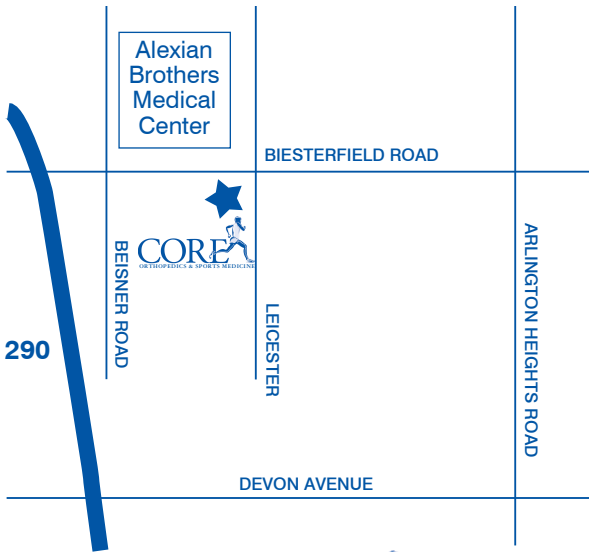 Alexian
Brothers
Medical
Center
BIESTERFIELD ROAD
CORE
ORTHOPEDICS & SPORTS MEDICINE
BEISNER ROAD
LEICESTER
ARLINGTON HEIGHTS ROAD
290
DEVON AVENUE